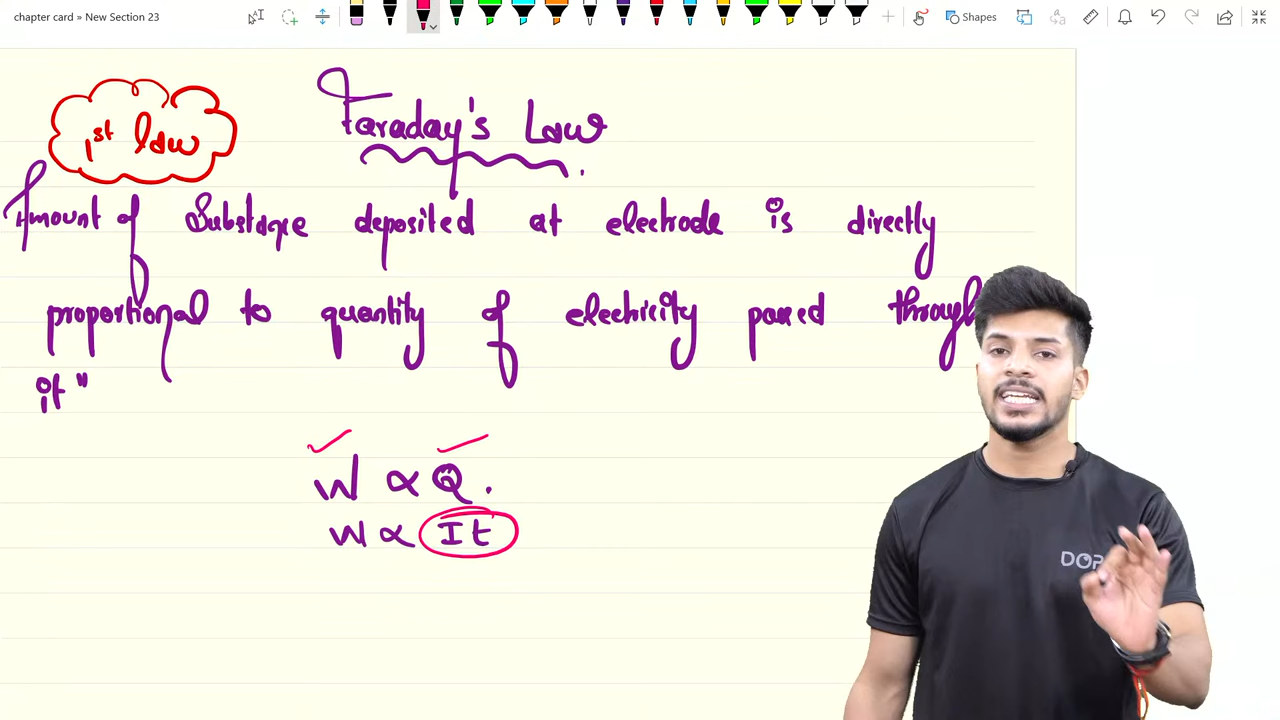 chapter card » New Section 23
Shapes
1st law
Faraday's Law
Amount of Substance deposited at electrode is directly
proportional to quantity of electricity passed through
it"
W ∝ Q.
W ∝ It
DOP